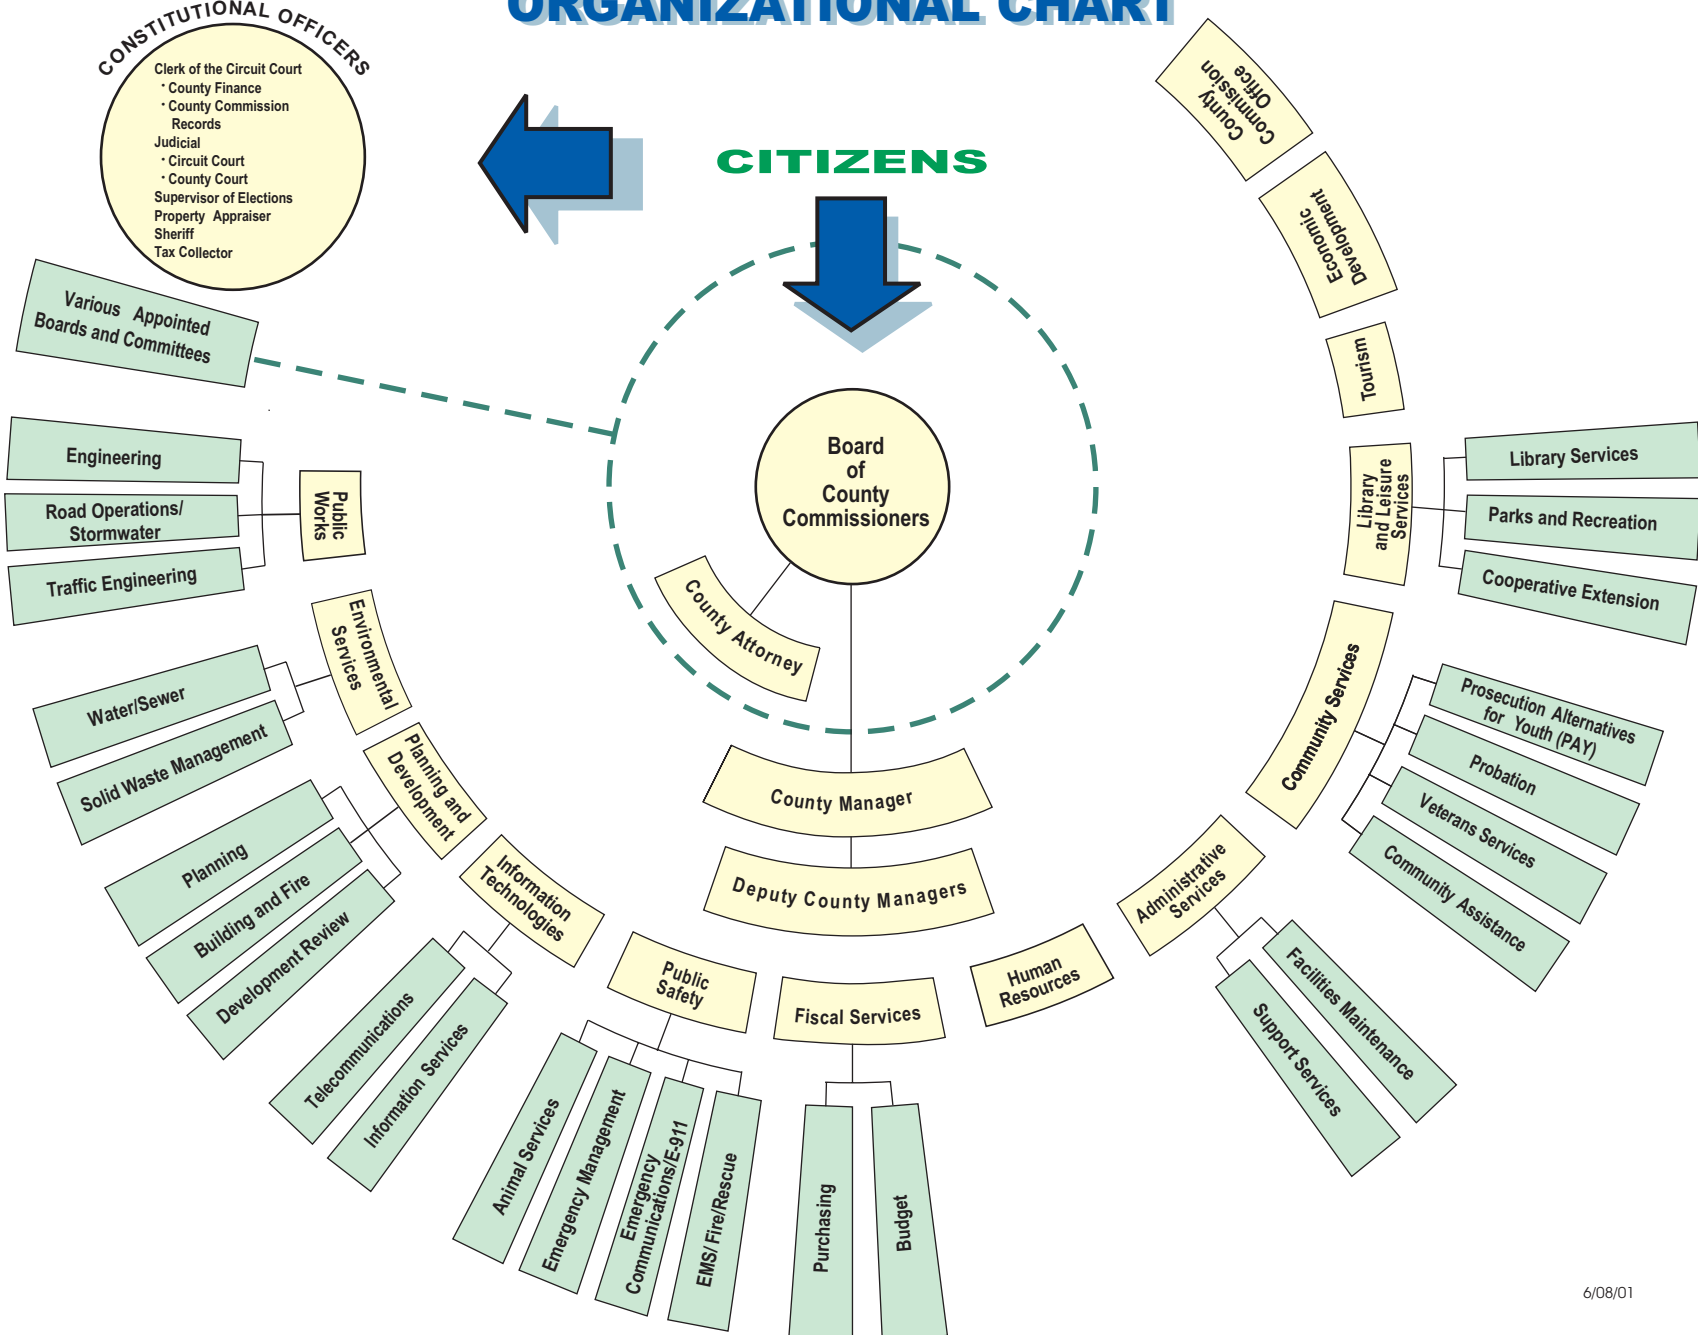 ORGANIZATIONAL CHART
CONSTITUTIONAL OFFICERS
Clerk of the Circuit Court
· County Finance
· County Commission
Records
Judicial
· Circuit Court
· County Court
Supervisor of Elections
Property Appraiser
Sheriff
Tax Collector
CITIZENS
Various Appointed
Boards and Committees
Board
of
County
Commissioners
County Attorney
County Manager
Deputy County Managers
Public
Works
Engineering
Road Operations/
Stormwater
Traffic Engineering
Environmental
Services
Water/Sewer
Solid Waste Management
Planning and
Development
Planning
Building and Fire
Development Review
Information
Technologies
Telecommunications
Information Services
Public
Safety
Animal Services
Emergency Management
Emergency
Communications/E-911
EMS/ Fire/Rescue
Fiscal Services
Purchasing
Budget
Human
Resources
Administrative
Services
Support Services
Facilities Maintenance
Community Services
Prosecution Alternatives
for Youth (PAY)
Probation
Veterans Services
Community Assistance
Library
and Leisure
Services
Library Services
Parks and Recreation
Cooperative Extension
Tourism
Economic
Development
County
Commission
Office
6/08/01